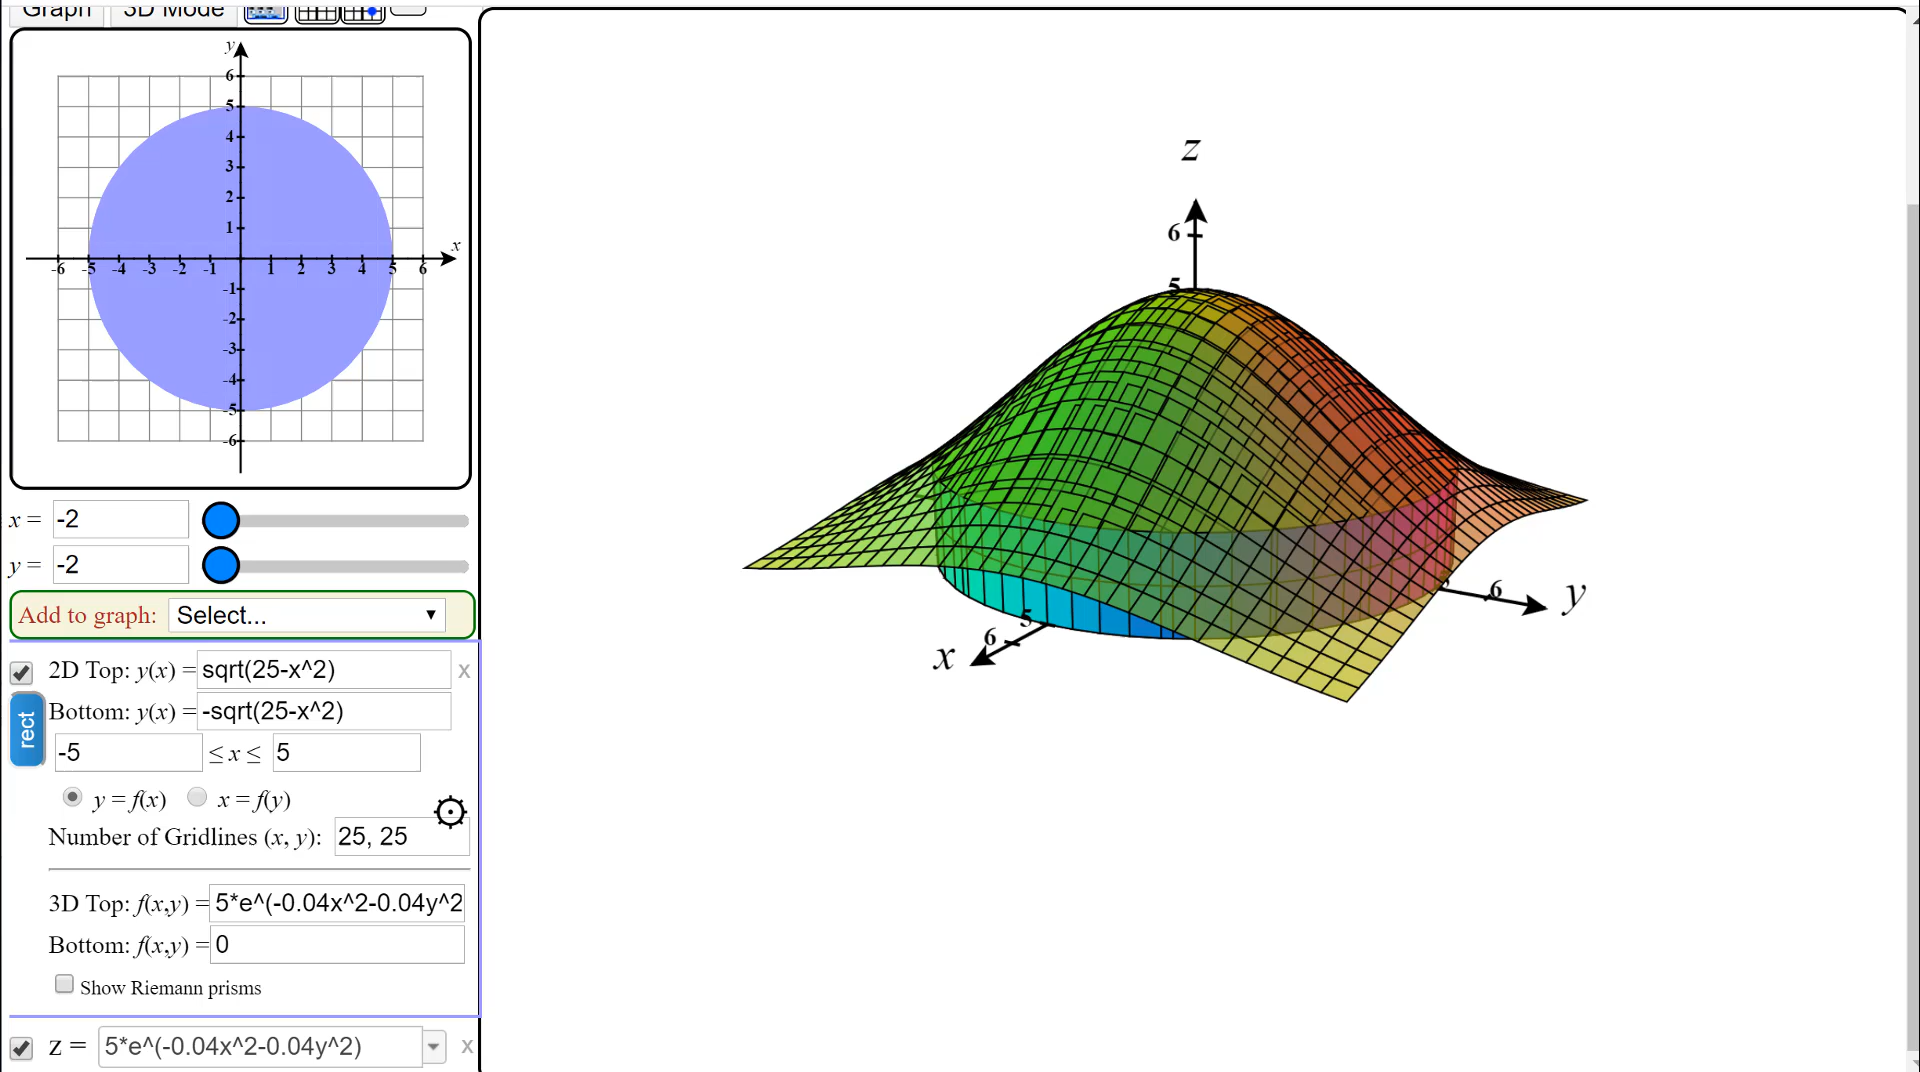 Graph 3D Mode
y
6
5
4
3
2
1
x
-6 -5 -4 -3 -2 -1 1 2 3 4 5 6
-1
-2
-3
-4
-5
-6
x = -2
y = -2
Add to graph: Select...
2D Top: y(x) = sqrt(25-x^2) x
rect
Bottom: y(x) = -sqrt(25-x^2)
-5 ≤ x ≤ 5
y = f(x) x = f(y)
Number of Gridlines (x, y): 25, 25
3D Top: f(x,y) = 5*e^(-0.04x^2-0.04y^2
Bottom: f(x,y) = 0
Show Riemann prisms
z = 5*e^(-0.04x^2-0.04y^2) x
z
6
5
6 y
5
6
x